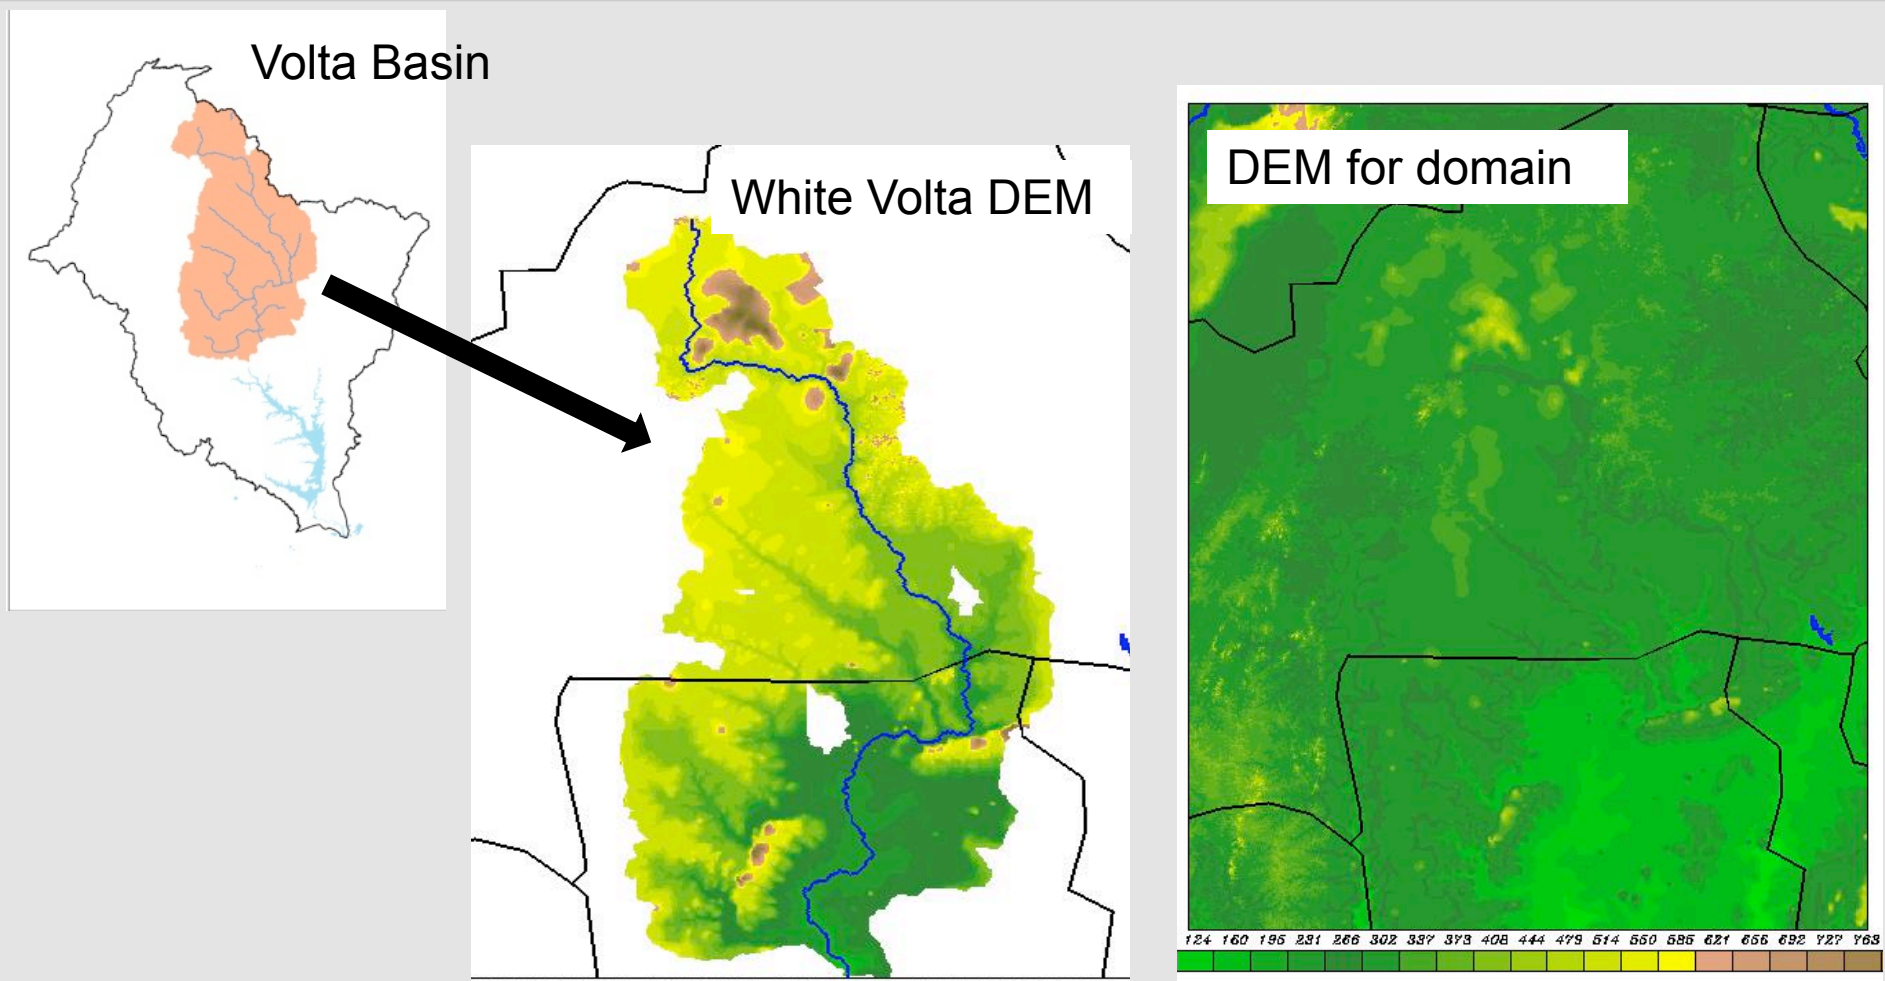 Volta Basin
White Volta DEM
DEM for domain
124 160 195 231 266 302 337 373 408 444 479 514 550 585 621 656 692 727 763